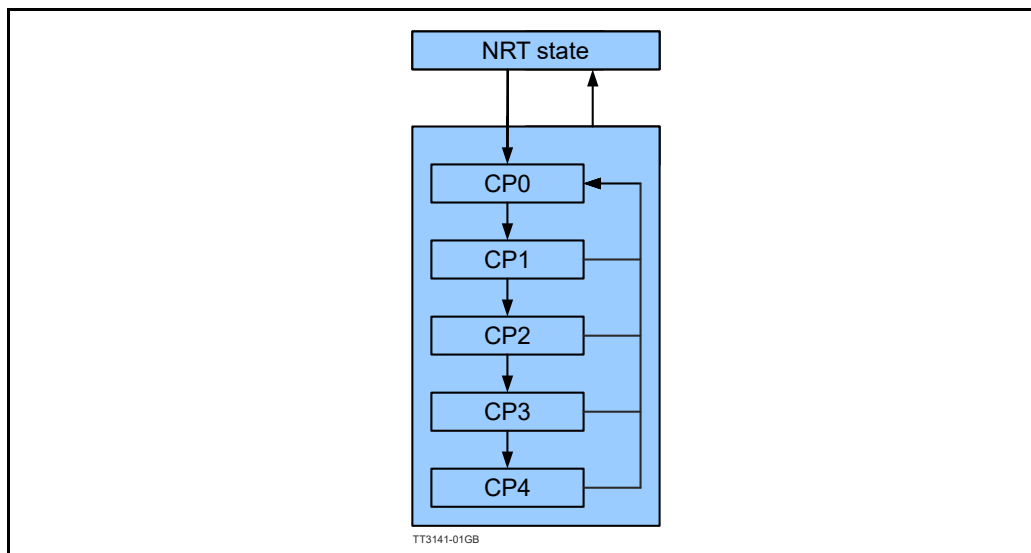 NRT state
CP0
CP1
CP2
CP3
CP4
TT3141-01GB